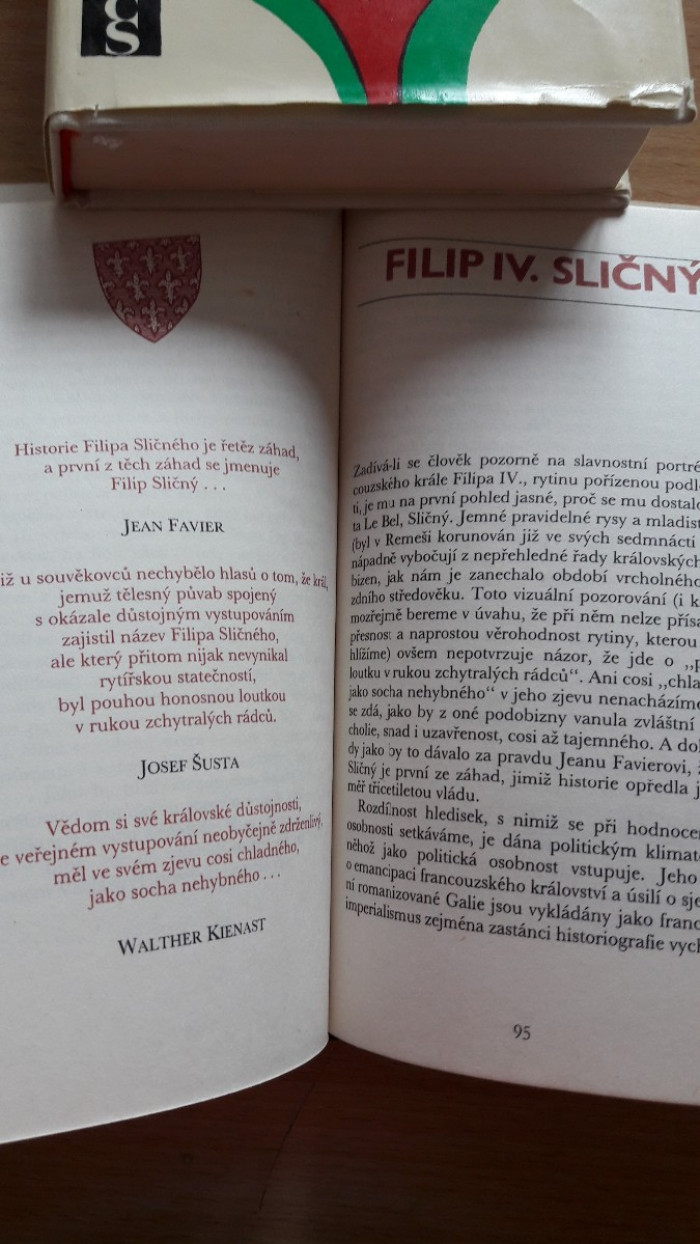 čs
Historie Filipa Sličného je řetěz záhad,
a první z těch záhad se jmenuje
Filip Sličný . . .
JEAN FAVIER
iž u souvěkovců nechybělo hlasů o tom, že král,
jemuž tělesný půvab spojený
s okázale důstojným vystupováním
zajistil název Filipa Sličného,
ale který přitom nijak nevynikal
rytířskou statečností,
byl pouhou honosnou loutkou
v rukou zchytralých rádců.
JOSEF ŠUSTA
Vědom si své královské důstojnosti,
e veřejném vystupování neobyčejně zdrženlivý,
měl ve svém zjevu cosi chladného,
jako socha nehybného . . .
WALTHER KIENAST
FILIP IV. SLIČNÝ
Zadívá-li se člověk pozorně na slavnostní portré
couzského krále Filipa IV., rytinu pořízenou podl
ti, je mu na první pohled jasné, proč se mu dostalo
ta Le Bel, Sličný. Jemné pravidelné rysy a mladist
(byl v Remeši korunován již ve svých sedmnácti
nápadně vybočují z nepřehledné řady královských
bizen, jak nám je zanechalo období vrcholného
zdního středověku. Toto vizuální pozorování (i k
mozřejmě bereme v úvahu, že při něm nelze přísa
přesnost a naprostou věrohodnost rytiny, kterou
hlížíme) ovšem nepotvrzuje názor, že jde o „p
loutku v rukou zchytralých rádců“. Ani cosi „chla
jako socha nehybného“ v jeho zjevu nenacházíme
se zdá, jako by z oné podobizny vanula zvláštní
cholie, snad i uzavřenost, cosi až tajemného. A dok
dy jako by to dávalo za pravdu Jeanu Favierovi, ž
Sličný je první ze záhad, jimiž historie opředla j
měř třicetiletou vládu.
Rozdílnost hledisek, s nimiž se při hodnocen
osobnosti setkáváme, je dána politickým klimate
něhož jako politická osobnost vstupuje. Jeho
o emancipaci francouzského království a úsilí o sje
ní romanizované Galie jsou vykládány jako franc
imperialismus zejména zastánci historiografie vych
95